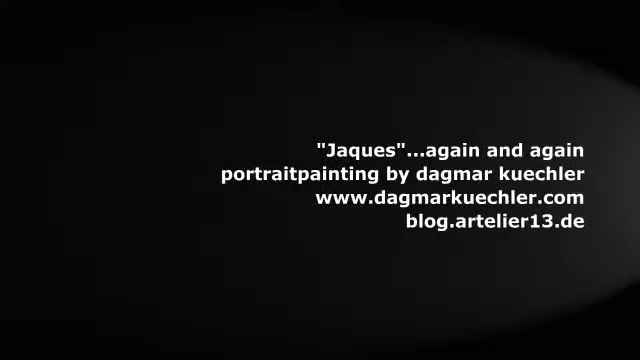 "Jaques"...again and again
portraitpainting by dagmar kuechler
www.dagmarkuechler.com
blog.artelier13.de